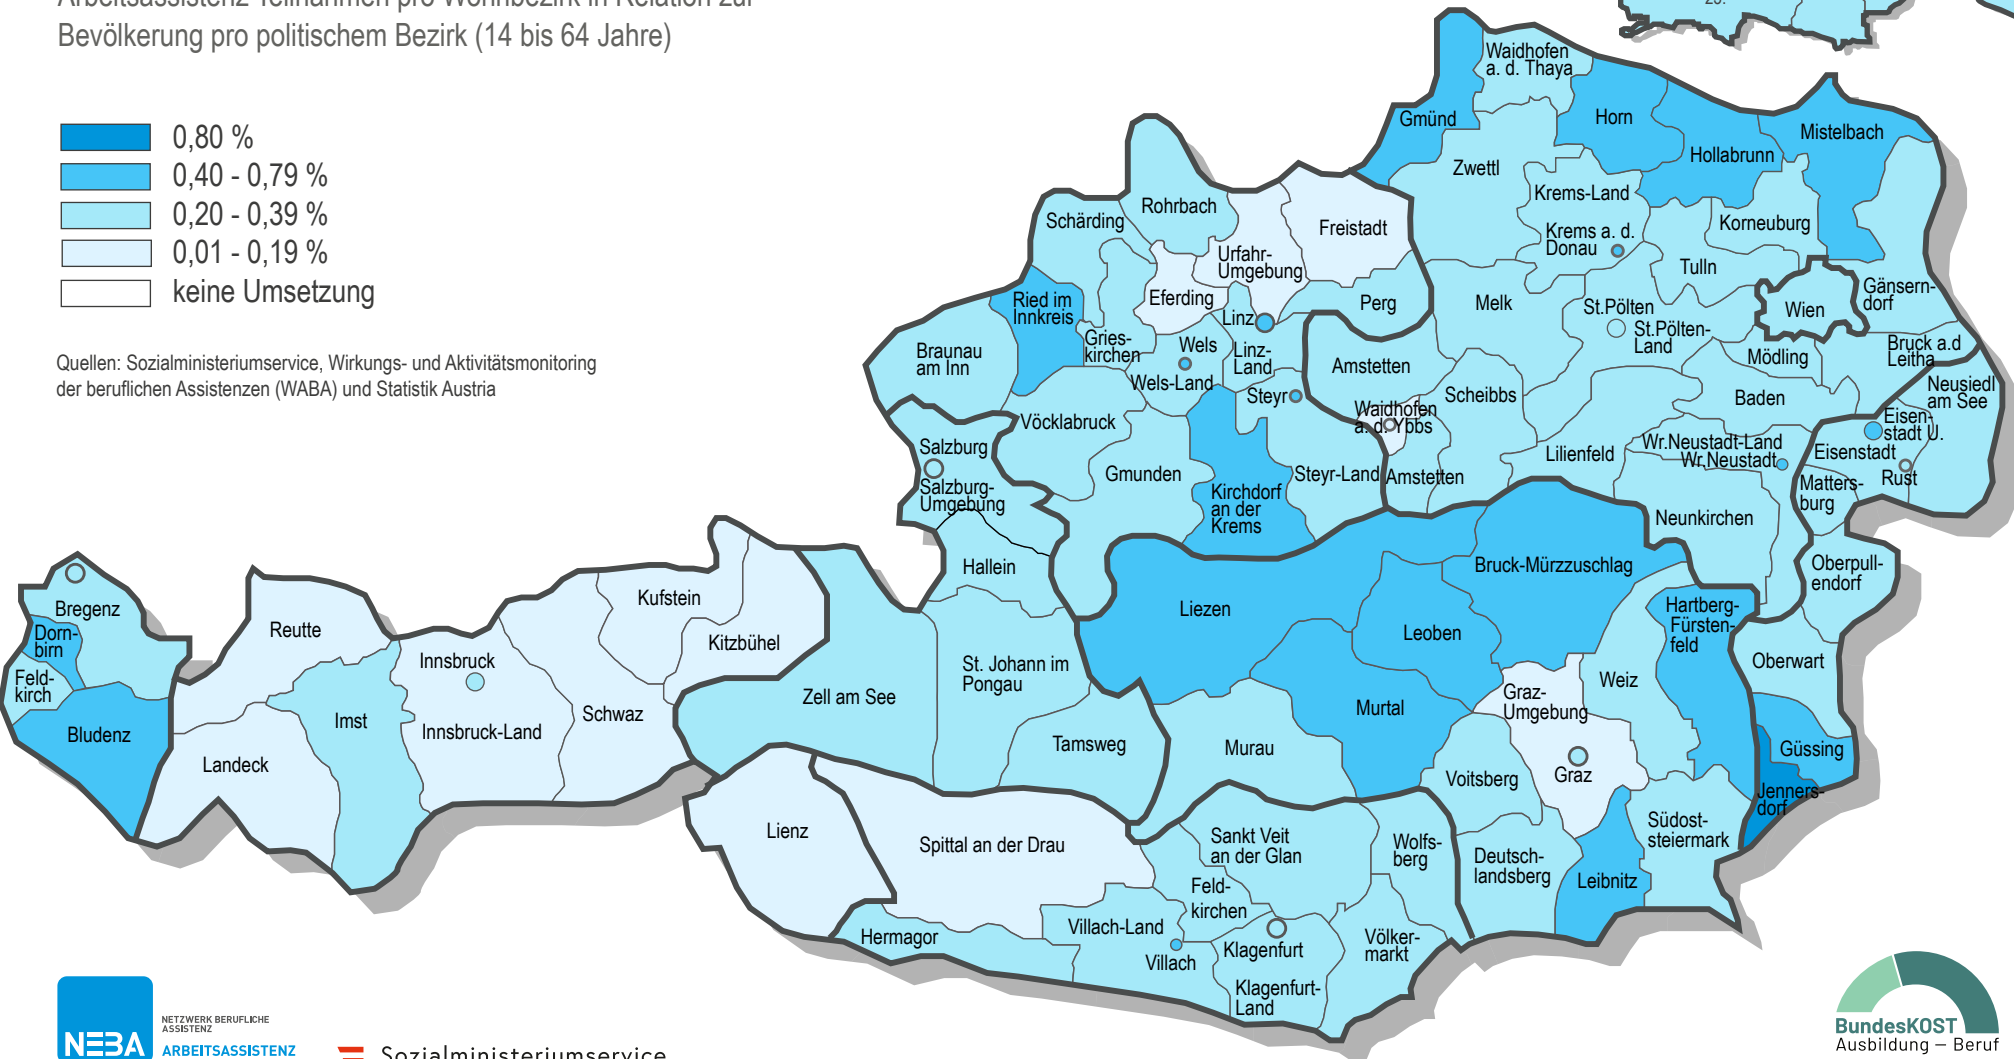 Arbeitsassistenz Teilnahmen pro Wohnbezirk in Relation zur
Bevölkerung pro politischem Bezirk (14 bis 64 Jahre)
0,80 %
0,40 - 0,79 %
0,20 - 0,39 %
0,01 - 0,19 %
keine Umsetzung
Quellen: Sozialministeriumservice, Wirkungs- und Aktivitätsmonitoring
der beruflichen Assistenzen (WABA) und Statistik Austria
23.
Waidhofen
a. d. Thaya
Gmünd
Horn
Mistelbach
Hollabrunn
Zwettl
Krems-Land
Korneuburg
Krems a. d.
Donau
Tulln
Gänsern-
dorf
Wien
Melk
St.Pölten
St.Pölten-
Land
Mödling
Bruck a.d
Leitha
Baden
Neusiedl
am See
Eisen-
stadt U.
Eisenstadt
Rust
Matters-
burg
Wr.Neustadt-Land
Wr.Neustadt
Lilienfeld
Scheibbs
Amstetten
Waidhofen
a. d. Ybbs
Amstetten
Neunkirchen
Oberpull-
endorf
Oberwart
Güssing
Jenners-
dorf
Rohrbach
Schärding
Freistadt
Urfahr-
Umgebung
Eferding
Perg
Linz
Ried im
Innkreis
Gries-
kirchen
Wels
Linz-
Land
Wels-Land
Steyr
Braunau
am Inn
Vöcklabruck
Gmunden
Kirchdorf
an der
Krems
Steyr-Land
Salzburg
Salzburg-
Umgebung
Hallein
St. Johann im
Pongau
Zell am See
Tamsweg
Bregenz
Dorn-
birn
Feld-
kirch
Bludenz
Reutte
Landeck
Imst
Innsbruck
Innsbruck-Land
Schwaz
Kufstein
Kitzbühel
Lienz
Liezen
Bruck-Mürzzuschlag
Leoben
Hartberg-
Fürsten-
feld
Weiz
Murtal
Murau
Graz-
Umgebung
Graz
Voitsberg
Deutsch-
landsberg
Leibnitz
Südost-
steiermark
Spittal an der Drau
Sankt Veit
an der Glan
Wolfs-
berg
Feld-
kirchen
Hermagor
Villach-Land
Villach
Klagenfurt
Klagenfurt-
Land
Völker-
markt
NEBA
NETZWERK BERUFLICHE
ASSISTENZ
ARBEITSASSISTENZ
Sozialministeriumservice
BundesKOST
Ausbildung – Beruf